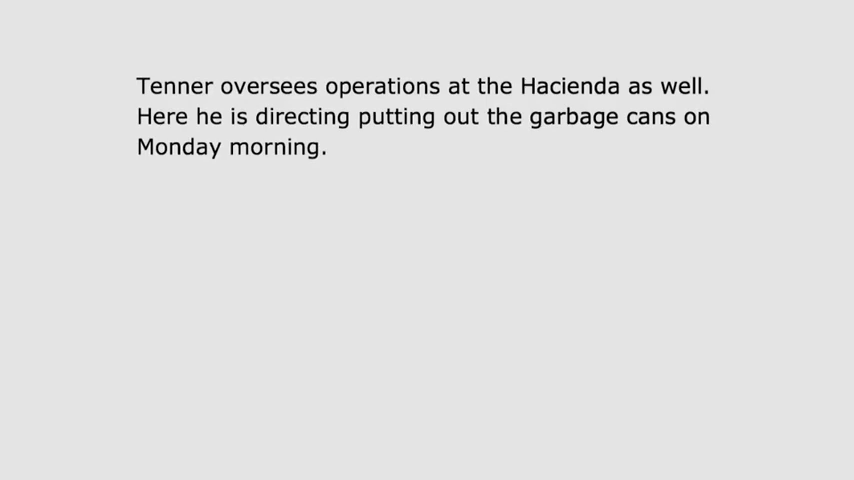 Tenner oversees operations at the Hacienda as well.
Here he is directing putting out the garbage cans on
Monday morning.